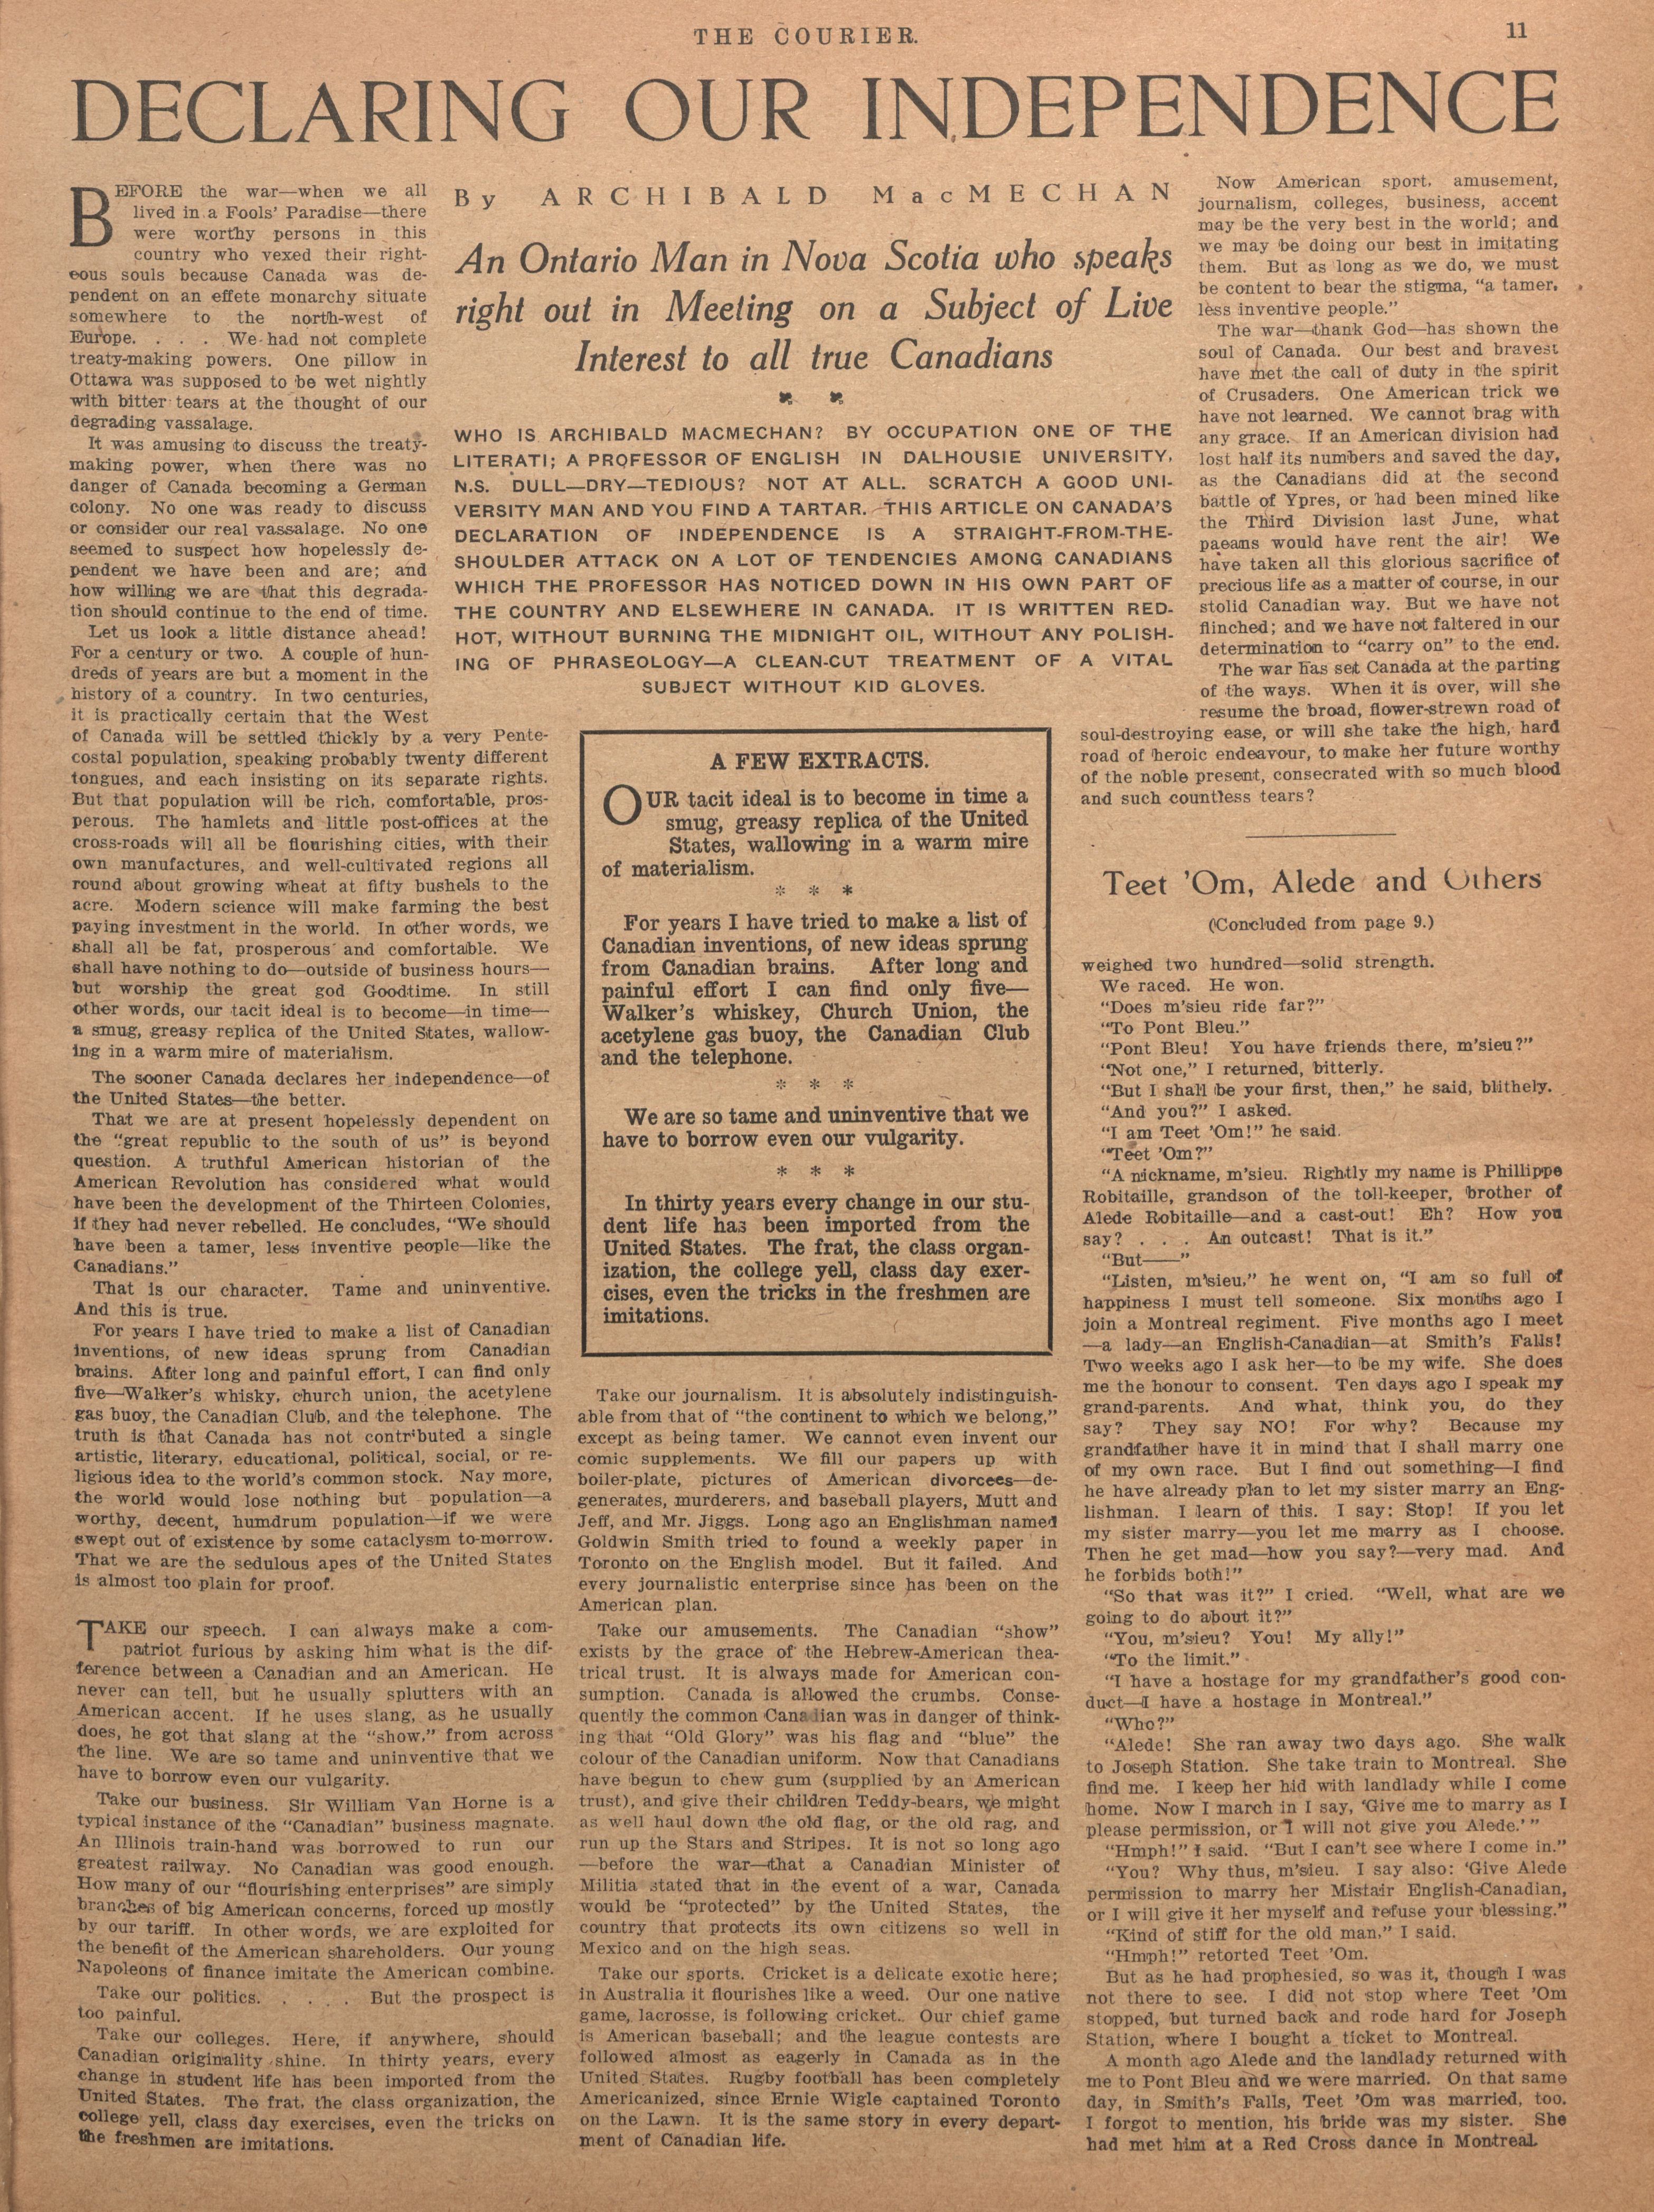 THE COURIER.
11
DECLARING OUR INDEPENDENCE
By ARCHIBALD MacMECHAN
An Ontario Man in Nova Scotia who speaks
right out in Meeting on a Subject of Live
Interest to all true Canadians
WHO IS ARCHIBALD MACMECHAN? BY OCCUPATION ONE OF THE
LITERATI; A PROFESSOR OF ENGLISH IN DALHOUSIE UNIVERSITY,
N.S. DULL—DRY—TEDIOUS? NOT AT ALL. SCRATCH A GOOD UNI-
VERSITY MAN AND YOU FIND A TARTAR. THIS ARTICLE ON CANADA'S
DECLARATION OF INDEPENDENCE IS A STRAIGHT-FROM-THE-
SHOULDER ATTACK ON A LOT OF TENDENCIES AMONG CANADIANS
WHICH THE PROFESSOR HAS NOTICED DOWN IN HIS OWN PART OF
THE COUNTRY AND ELSEWHERE IN CANADA. IT IS WRITTEN RED-
HOT, WITHOUT BURNING THE MIDNIGHT OIL, WITHOUT ANY POLISH-
ING OF PHRASEOLOGY—A CLEAN-CUT TREATMENT OF A VITAL
SUBJECT WITHOUT KID GLOVES.
BEFORE the war—when we all
lived in a Fools' Paradise—there
were worthy persons in this
country who vexed their right-
eous souls because Canada was de-
pendent on an effete monarchy situate
somewhere to the north-west of
Europe. . . . We had not complete
treaty-making powers. One pillow in
Ottawa was supposed to be wet nightly
with bitter tears at the thought of our
degrading vassalage.
It was amusing to discuss the treaty-
making power, when there was no
danger of Canada becoming a German
colony. No one was ready to discuss
or consider our real vassalage. No one
seemed to suspect how hopelessly de-
pendent we have been and are; and
how willing we are that this degrada-
tion should continue to the end of time.
Let us look a little distance ahead!
For a century or two. A couple of hun-
dreds of years are but a moment in the
history of a country. In two centuries,
it is practically certain that the West
of Canada will be settled thickly by a very Pente-
costal population, speaking probably twenty different
tongues, and each insisting on its separate rights.
But that population will be rich, comfortable, pros-
perous. The hamlets and little post-offices at the
cross-roads will all be flourishing cities, with their
own manufactures, and well-cultivated regions all
round about growing wheat at fifty bushels to the
acre. Modern science will make farming the best
paying investment in the world. In other words, we
shall all be fat, prosperous and comfortable. We
shall have nothing to do—outside of business hours—
but worship the great god Goodtime. In still
other words, our tacit ideal is to become—in time—
a smug, greasy replica of the United States, wallow-
ing in a warm mire of materialism.
The sooner Canada declares her independence—of
the United States—the better.
That we are at present hopelessly dependent on
the "great republic to the south of us" is beyond
question. A truthful American historian of the
American Revolution has considered what would
have been the development of the Thirteen Colonies,
if they had never rebelled. He concludes, "We should
have been a tamer, less inventive people—like the
Canadians."
That is our character. Tame and uninventive.
And this is true.
For years I have tried to make a list of Canadian
inventions, of new ideas sprung from Canadian
brains. After long and painful effort, I can find only
five—Walker's whisky, church union, the acetylene
gas buoy, the Canadian Club, and the telephone. The
truth is that Canada has not contributed a single
artistic, literary, educational, political, social, or re-
ligious idea to the world's common stock. Nay more,
the world would lose nothing but population—a
worthy, decent, humdrum population—if we were
swept out of existence by some cataclysm to-morrow.
That we are the sedulous apes of the United States
is almost too plain for proof.
TAKE our speech. I can always make a com-
patriot furious by asking him what is the dif-
ference between a Canadian and an American. He
never can tell, but he usually splutters with an
American accent. If he uses slang, as he usually
does, he got that slang at the "show," from across
the line. We are so tame and uninventive that we
have to borrow even our vulgarity.
Take our business. Sir William Van Horne is a
typical instance of the "Canadian" business magnate.
An Illinois train-hand was borrowed to run our
greatest railway. No Canadian was good enough.
How many of our "flourishing enterprises" are simply
branches of big American concerns, forced up mostly
by our tariff. In other words, we are exploited for
the benefit of the American shareholders. Our young
Napoleons of finance imitate the American combine.
Take our politics. . . . . But the prospect is
too painful.
Take our colleges. Here, if anywhere, should
Canadian originality shine. In thirty years, every
change in student life has been imported from the
United States. The frat, the class organization, the
college yell, class day exercises, even the tricks on
the freshmen are imitations.
A FEW EXTRACTS.
OUR tacit ideal is to become in time a
smug, greasy replica of the United
States, wallowing in a warm mire
of materialism.
* * *
For years I have tried to make a list of
Canadian inventions, of new ideas sprung
from Canadian brains. After long and
painful effort I can find only five—
Walker's whiskey, Church Union, the
acetylene gas buoy, the Canadian Club
and the telephone.
* * *
We are so tame and uninventive that we
have to borrow even our vulgarity.
* * *
In thirty years every change in our stu-
dent life has been imported from the
United States. The frat, the class organ-
ization, the college yell, class day exer-
cises, even the tricks in the freshmen are
imitations.
Take our journalism. It is absolutely indistinguish-
able from that of "the continent to which we belong,"
except as being tamer. We cannot even invent our
comic supplements. We fill our papers up with
boiler-plate, pictures of American divorcees—de-
generates, murderers, and baseball players, Mutt and
Jeff, and Mr. Jiggs. Long ago an Englishman named
Goldwin Smith tried to found a weekly paper in
Toronto on the English model. But it failed. And
every journalistic enterprise since has been on the
American plan.
Take our amusements. The Canadian "show"
exists by the grace of the Hebrew-American thea-
trical trust. It is always made for American con-
sumption. Canada is allowed the crumbs. Conse-
quently the common Canadian was in danger of think-
ing that "Old Glory" was his flag and "blue" the
colour of the Canadian uniform. Now that Canadians
have begun to chew gum (supplied by an American
trust), and give their children Teddy-bears, we might
as well haul down the old flag, or the old rag, and
run up the Stars and Stripes. It is not so long ago
—before the war—that a Canadian Minister of
Militia stated that in the event of a war, Canada
would be "protected" by the United States, the
country that protects its own citizens so well in
Mexico and on the high seas.
Take our sports. Cricket is a delicate exotic here;
in Australia it flourishes like a weed. Our one native
game, lacrosse, is following cricket. Our chief game
is American baseball; and the league contests are
followed almost as eagerly in Canada as in the
United States. Rugby football has been completely
Americanized, since Ernie Wigle captained Toronto
on the Lawn. It is the same story in every depart-
ment of Canadian life.
Now American sport, amusement,
journalism, colleges, business, accent
may be the very best in the world; and
we may be doing our best in imitating
them. But as long as we do, we must
be content to bear the stigma, "a tamer,
less inventive people."
The war—thank God—has shown the
soul of Canada. Our best and bravest
have met the call of duty in the spirit
of Crusaders. One American trick we
have not learned. We cannot brag with
any grace. If an American division had
lost half its numbers and saved the day,
as the Canadians did at the second
battle of Ypres, or had been mined like
the Third Division last June, what
paeans would have rent the air! We
have taken all this glorious sacrifice of
precious life as a matter of course, in our
stolid Canadian way. But we have not
flinched; and we have not faltered in our
determination to "carry on" to the end.
The war has set Canada at the parting
of the ways. When it is over, will she
resume the broad, flower-strewn road of
soul-destroying ease, or will she take the high, hard
road of heroic endeavour, to make her future worthy
of the noble present, consecrated with so much blood
and such countless tears?
Teet 'Om, Alede and Others
(Concluded from page 9.)
weighed two hundred—solid strength.
We raced. He won.
"Does m'sieu ride far?"
"To Pont Bleu."
"Pont Bleu! You have friends there, m'sieu?"
"Not one," I returned, bitterly.
"But I shall be your first, then," he said, blithely.
"And you?" I asked.
"I am Teet 'Om!" he said.
"Teet 'Om?"
"A nickname, m'sieu. Rightly my name is Phillippe
Robitaille, grandson of the toll-keeper, brother of
Alede Robitaille—and a cast-out! Eh? How you
say? . . . An outcast! That is it."
"But——"
"Listen, m'sieu," he went on, "I am so full of
happiness I must tell someone. Six months ago I
join a Montreal regiment. Five months ago I meet
—a lady—an English-Canadian—at Smith's Falls!
Two weeks ago I ask her—to be my wife. She does
me the honour to consent. Ten days ago I speak my
grand-parents. And what, think you, do they
say? They say NO! For why? Because my
grandfather have it in mind that I shall marry one
of my own race. But I find out something—I find
he have already plan to let my sister marry an Eng-
lishman. I learn of this. I say: Stop! If you let
my sister marry—you let me marry as I choose.
Then he get mad—how you say?—very mad. And
he forbids both!"
"So that was it?" I cried. "Well, what are we
going to do about it?"
"You, m'sieu? You! My ally!"
"To the limit."
"I have a hostage for my grandfather's good con-
duct—I have a hostage in Montreal."
"Who?"
"Alede! She ran away two days ago. She walk
to Joseph Station. She take train to Montreal. She
find me. I keep her hid with landlady while I come
home. Now I march in I say, 'Give me to marry as I
please permission, or I will not give you Alede.'"
"Hmph!" I said. "But I can't see where I come in."
"You? Why thus, m'sieu. I say also: 'Give Alede
permission to marry her Mistair English-Canadian,
or I will give it her myself and refuse your blessing."
"Kind of stiff for the old man," I said.
"Hmph!" retorted Teet 'Om.
But as he had prophesied, so was it, though I was
not there to see. I did not stop where Teet 'Om
stopped, but turned back and rode hard for Joseph
Station, where I bought a ticket to Montreal.
A month ago Alede and the landlady returned with
me to Pont Bleu and we were married. On that same
day, in Smith's Falls, Teet 'Om was married, too.
I forgot to mention, his bride was my sister. She
had met him at a Red Cross dance in Montreal.